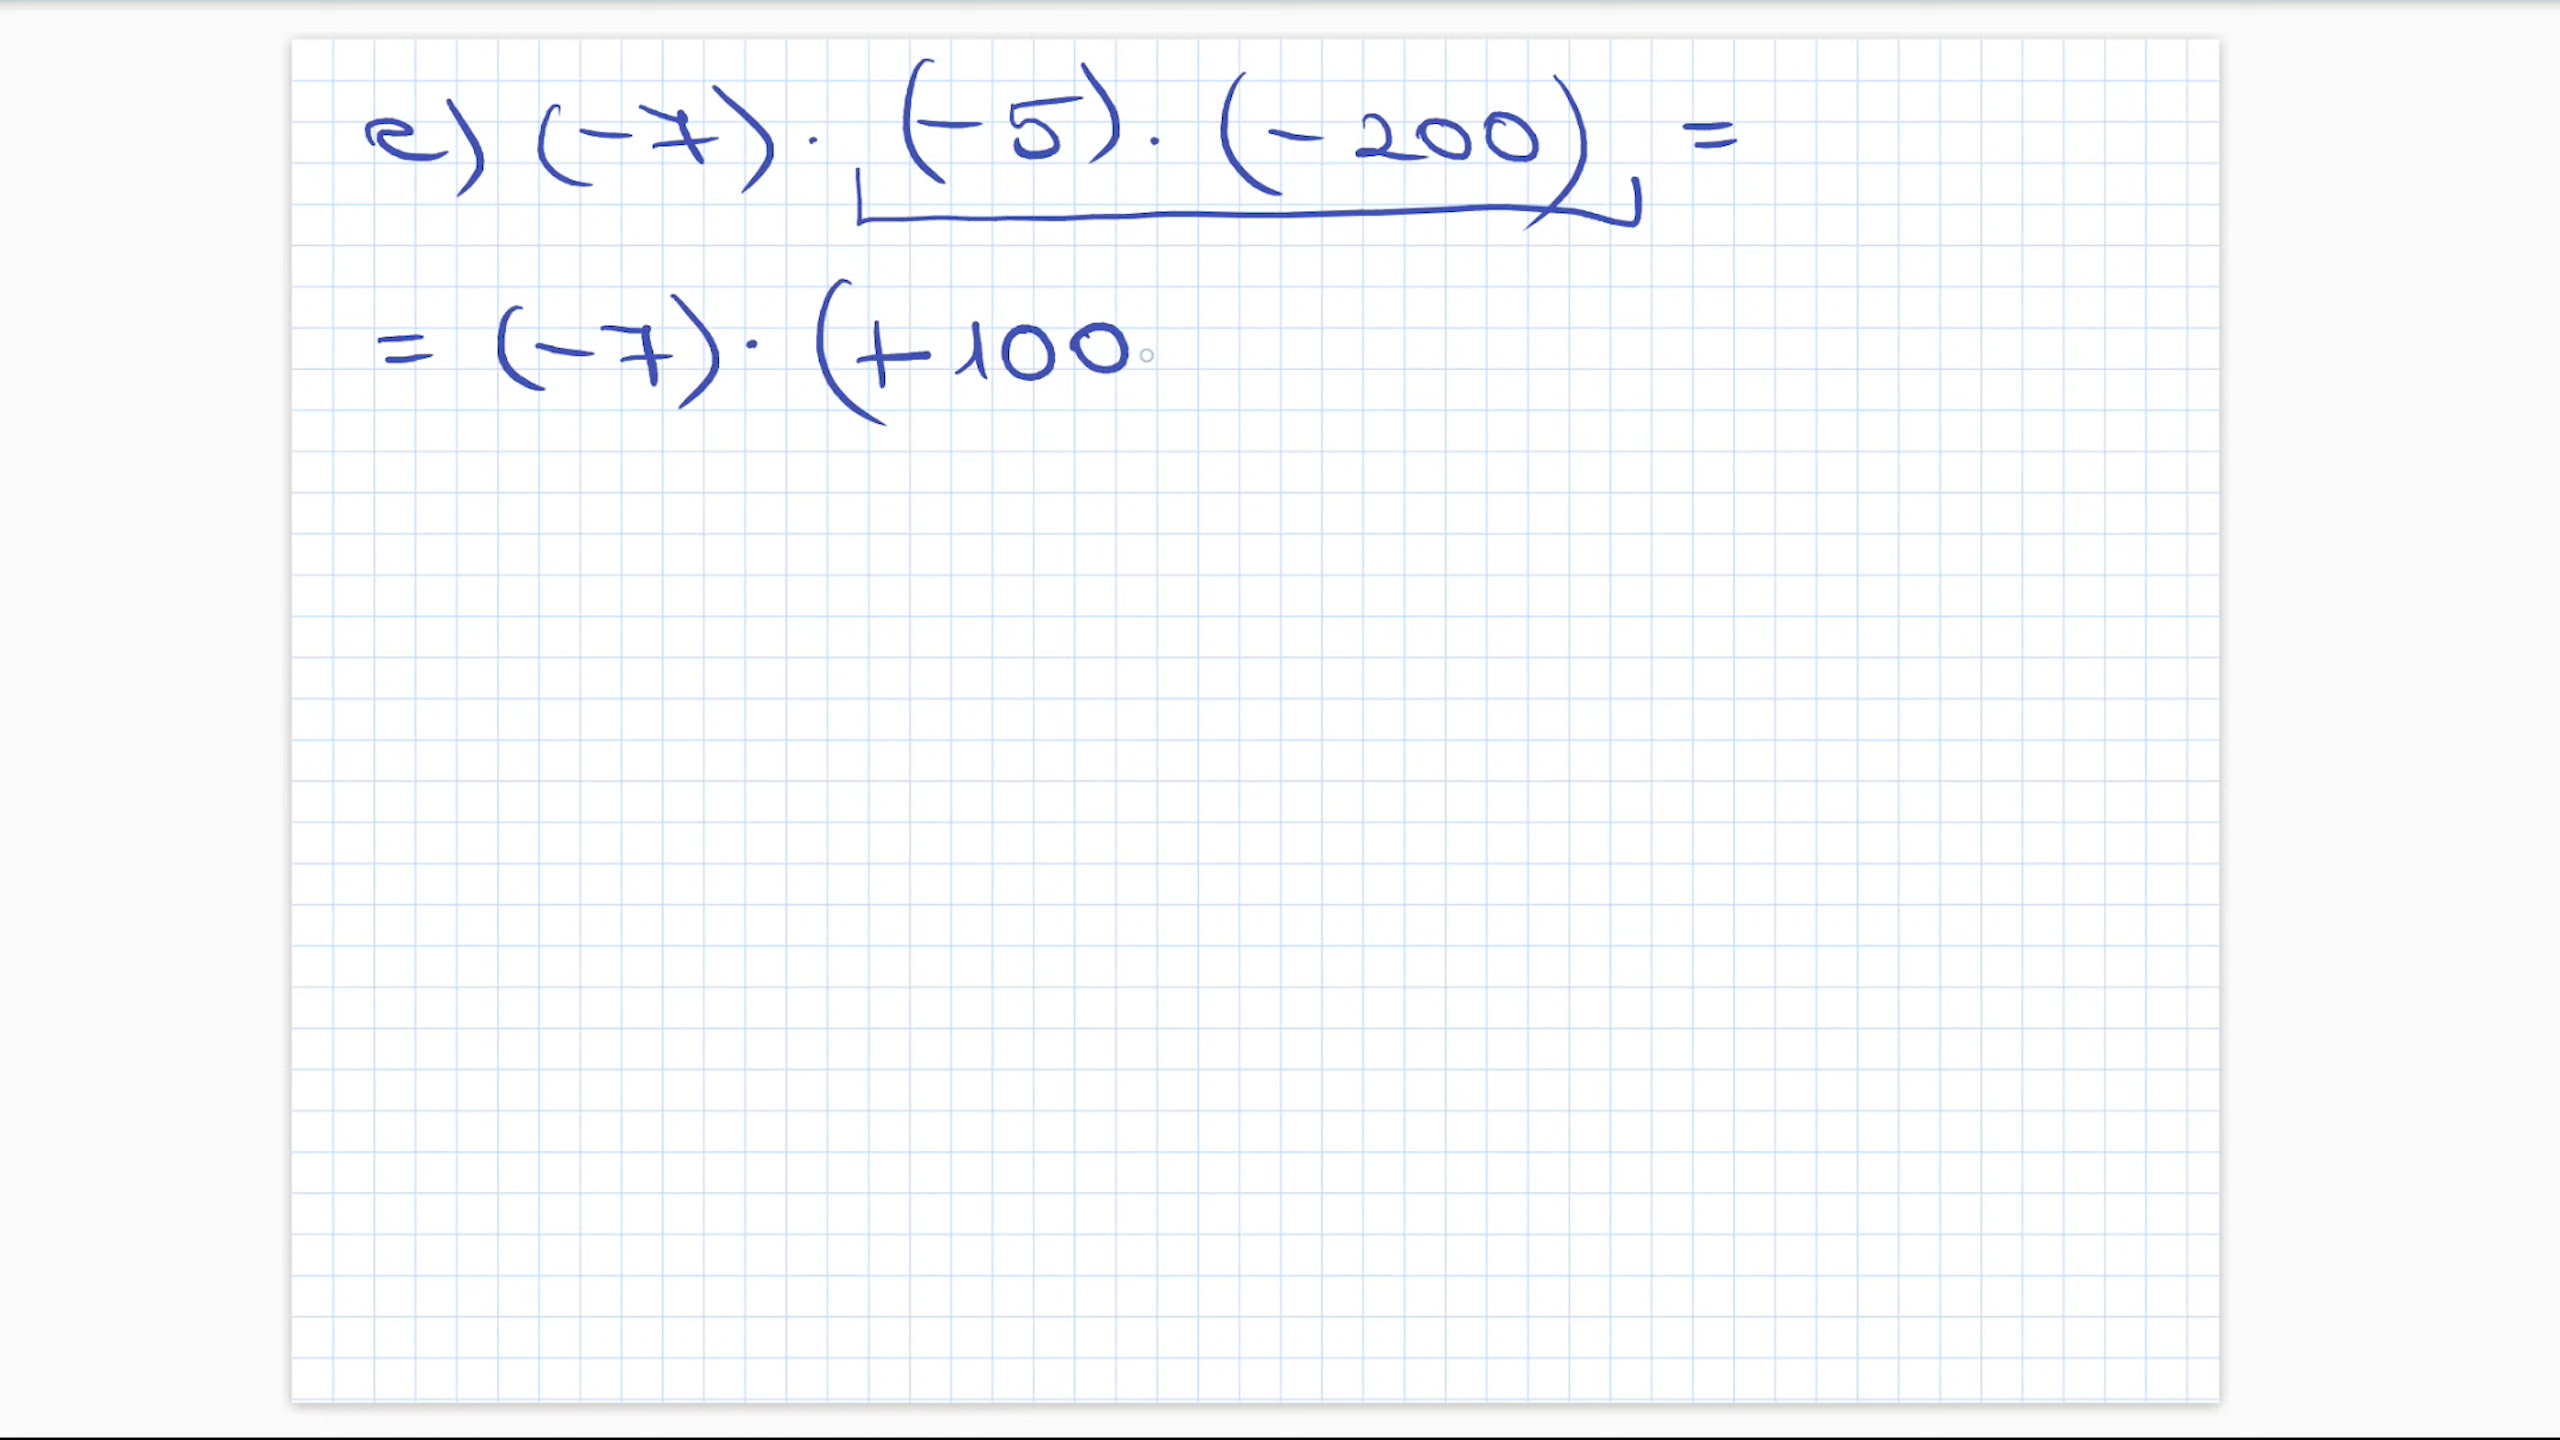 e) (-7) · (-5) · (-200) =
= (-7) · (+100